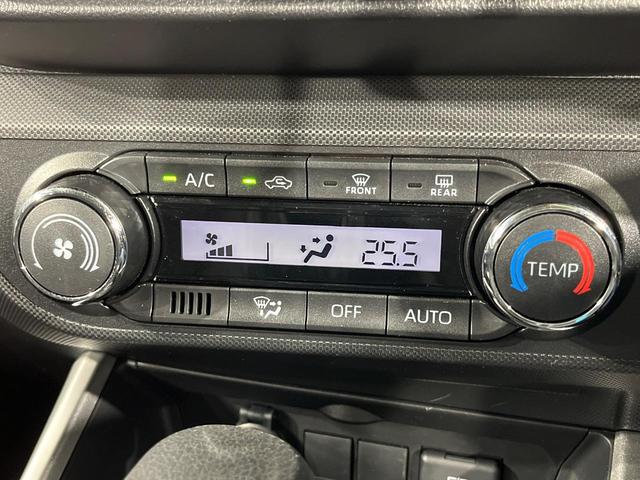 A/C
FRONT
REAR
25.5
TEMP
OFF
AUTO